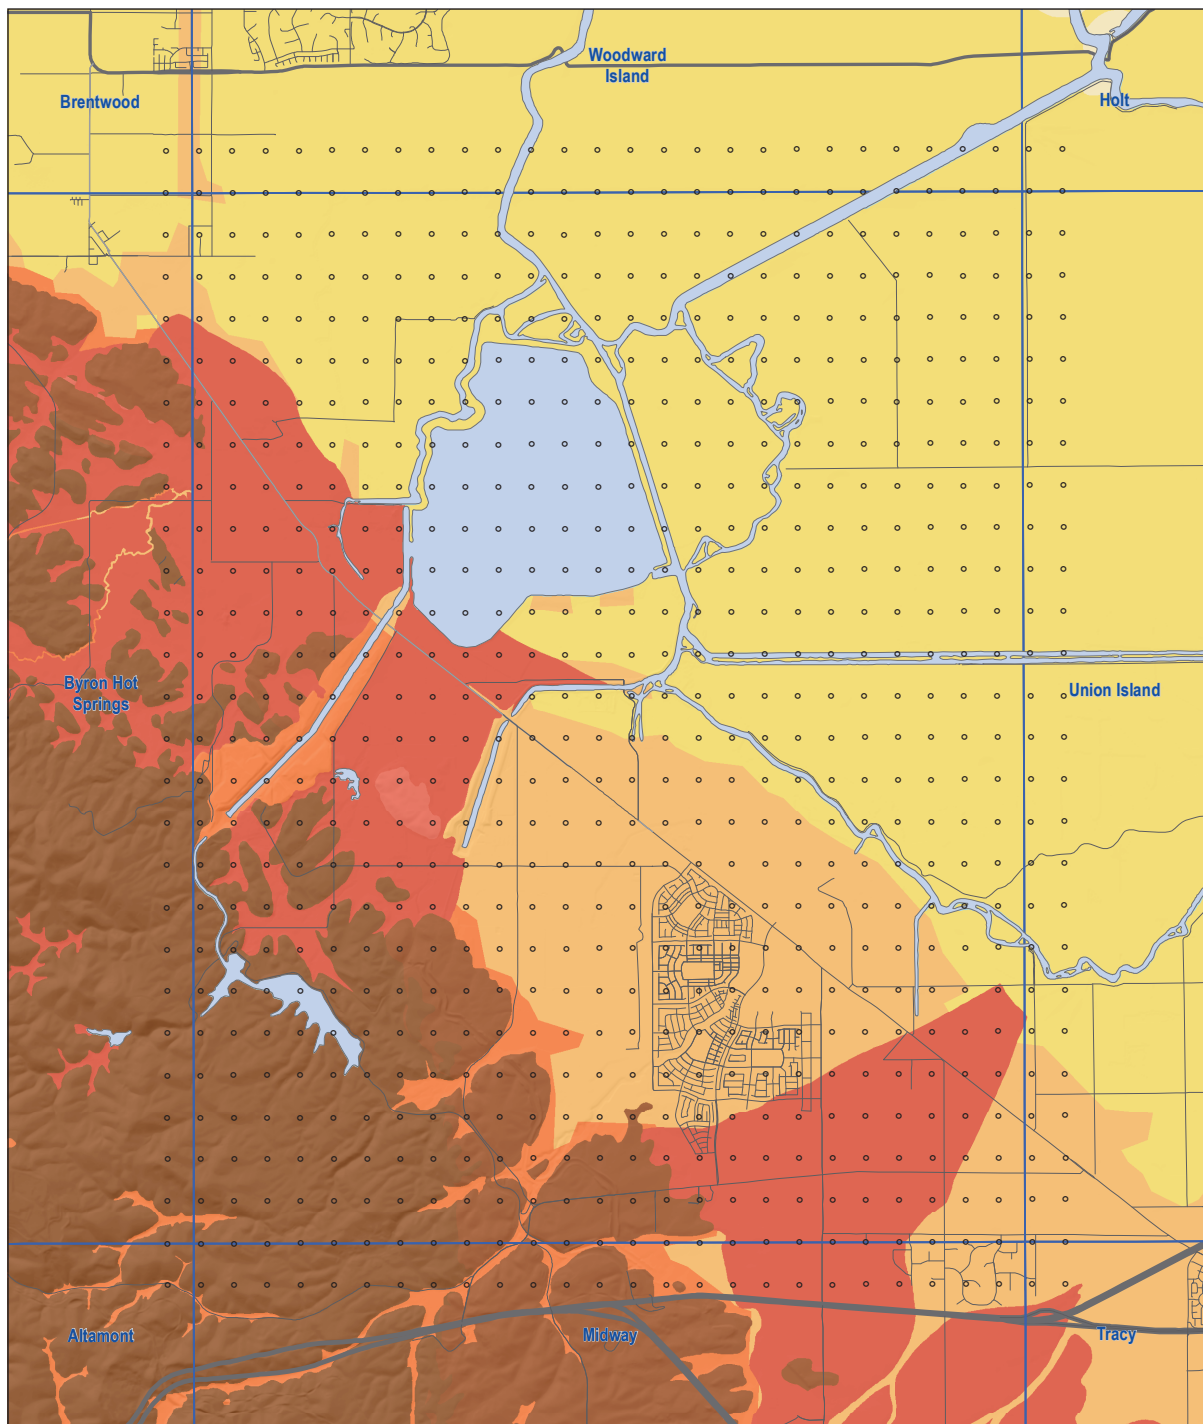 Woodward
Island
Brentwood
Holt
Byron Hot
Springs
Union Island
Altamont
Midway
Tracy